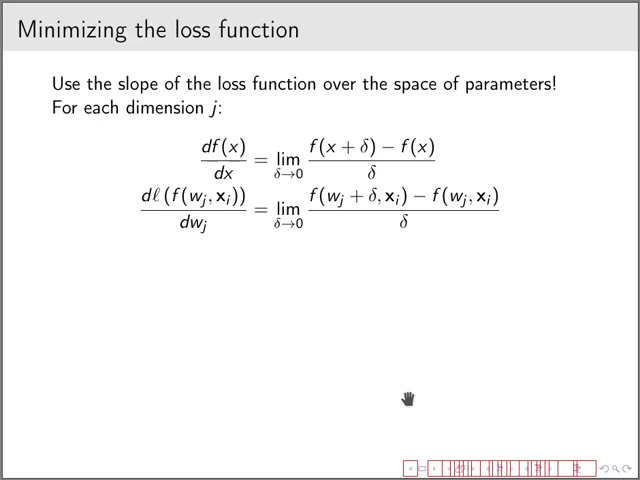 Minimizing the loss function
Use the slope of the loss function over the space of parameters!
For each dimension j:
df(x)/dx = lim_{δ→0} (f(x + δ) − f(x))/δ
dℓ(f(w_j, x_i))/dw_j = lim_{δ→0} (f(w_j + δ, x_i) − f(w_j, x_i))/δ